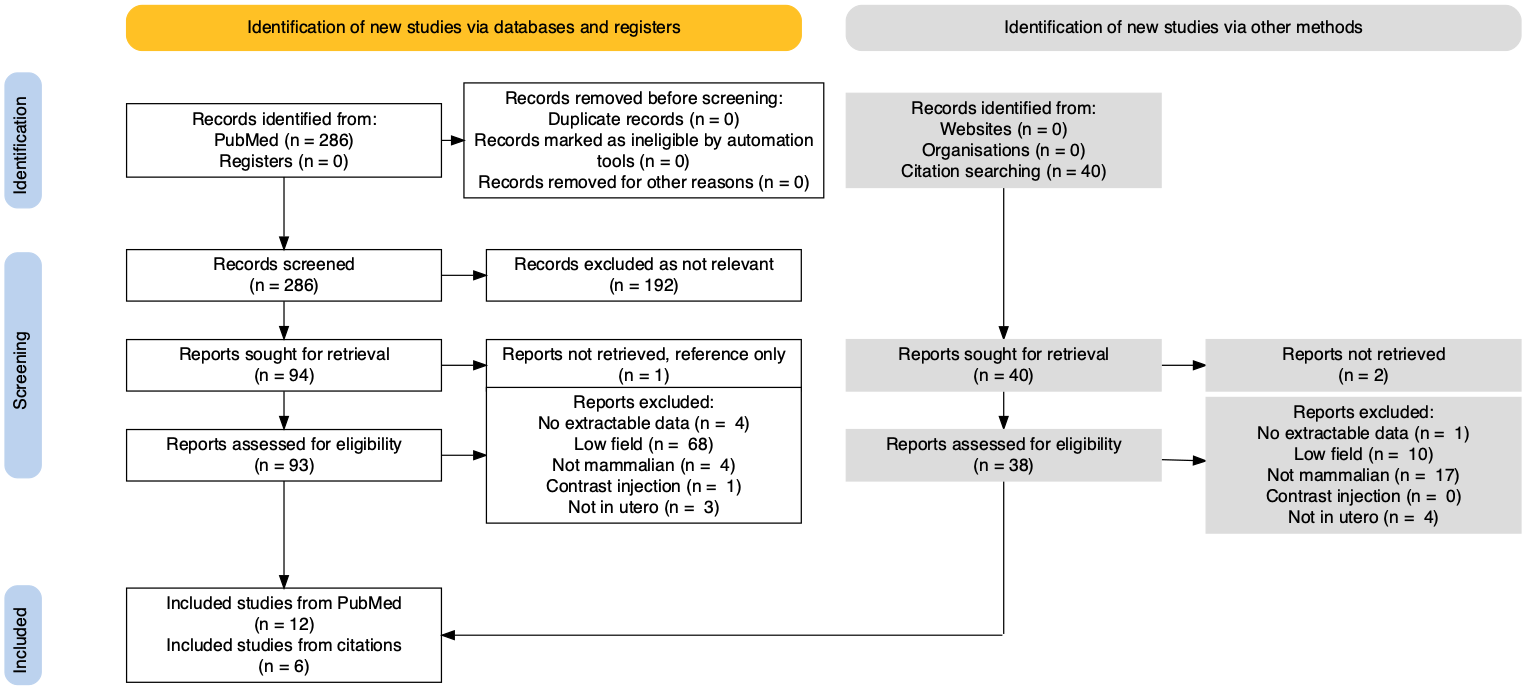 Identification of new studies via databases and registers
Identification of new studies via other methods
Identification
Records identified from:
PubMed (n = 286)
Registers (n = 0)
Records removed before screening:
Duplicate records (n = 0)
Records marked as ineligible by automation
tools (n = 0)
Records removed for other reasons (n = 0)
Records identified from:
Websites (n = 0)
Organisations (n = 0)
Citation searching (n = 40)
Screening
Records screened
(n = 286)
Records excluded as not relevant
(n = 192)
Reports sought for retrieval
(n = 94)
Reports not retrieved, reference only
(n = 1)
Reports sought for retrieval
(n = 40)
Reports not retrieved
(n = 2)
Reports assessed for eligibility
(n = 93)
Reports excluded:
No extractable data (n = 4)
Low field (n = 68)
Not mammalian (n = 4)
Contrast injection (n = 1)
Not in utero (n = 3)
Reports assessed for eligibility
(n = 38)
Reports excluded:
No extractable data (n = 1)
Low field (n = 10)
Not mammalian (n = 17)
Contrast injection (n = 0)
Not in utero (n = 4)
Included
Included studies from PubMed
(n = 12)
Included studies from citations
(n = 6)